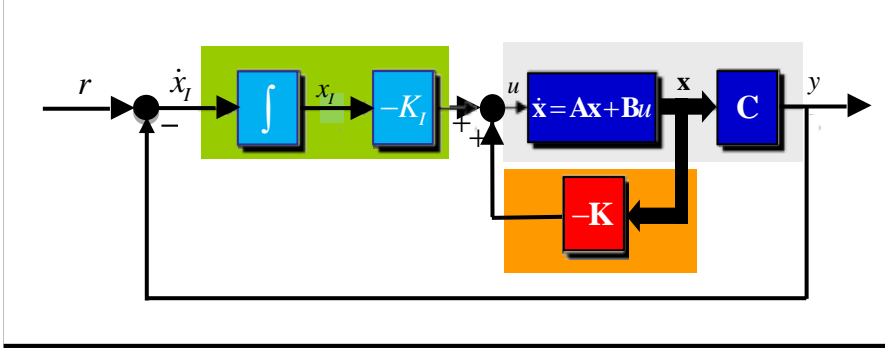 r
−
ẋ_I
∫
x_I
−K_I
+
+
u
ẋ=Ax+Bu
x
C
y
−K